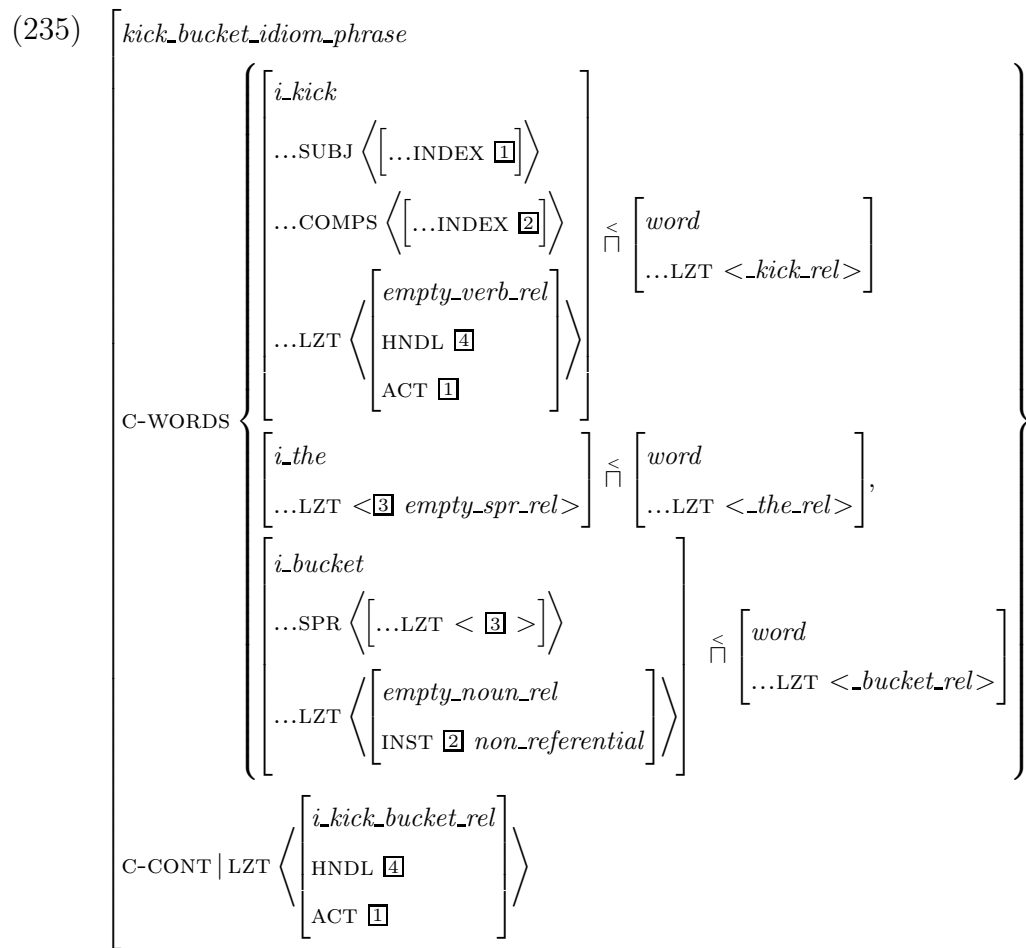 (235)
kick_bucket_idiom_phrase
i_kick
...SUBJ ⟨[...INDEX 1]⟩
...COMPS ⟨[...INDEX 2]⟩
...LZT ⟨[empty_verb_rel
HNDL 4
ACT 1]⟩
⊓< [word
...LZT <_kick_rel>]
C-WORDS
i_the
...LZT <3 empty_spr_rel>
⊓< [word
...LZT <_the_rel>],
i_bucket
...SPR ⟨[...LZT < 3 >]⟩
...LZT ⟨[empty_noun_rel
INST 2 non_referential]⟩
⊓< [word
...LZT <_bucket_rel>]
C-CONT | LZT ⟨[i_kick_bucket_rel
HNDL 4
ACT 1]⟩